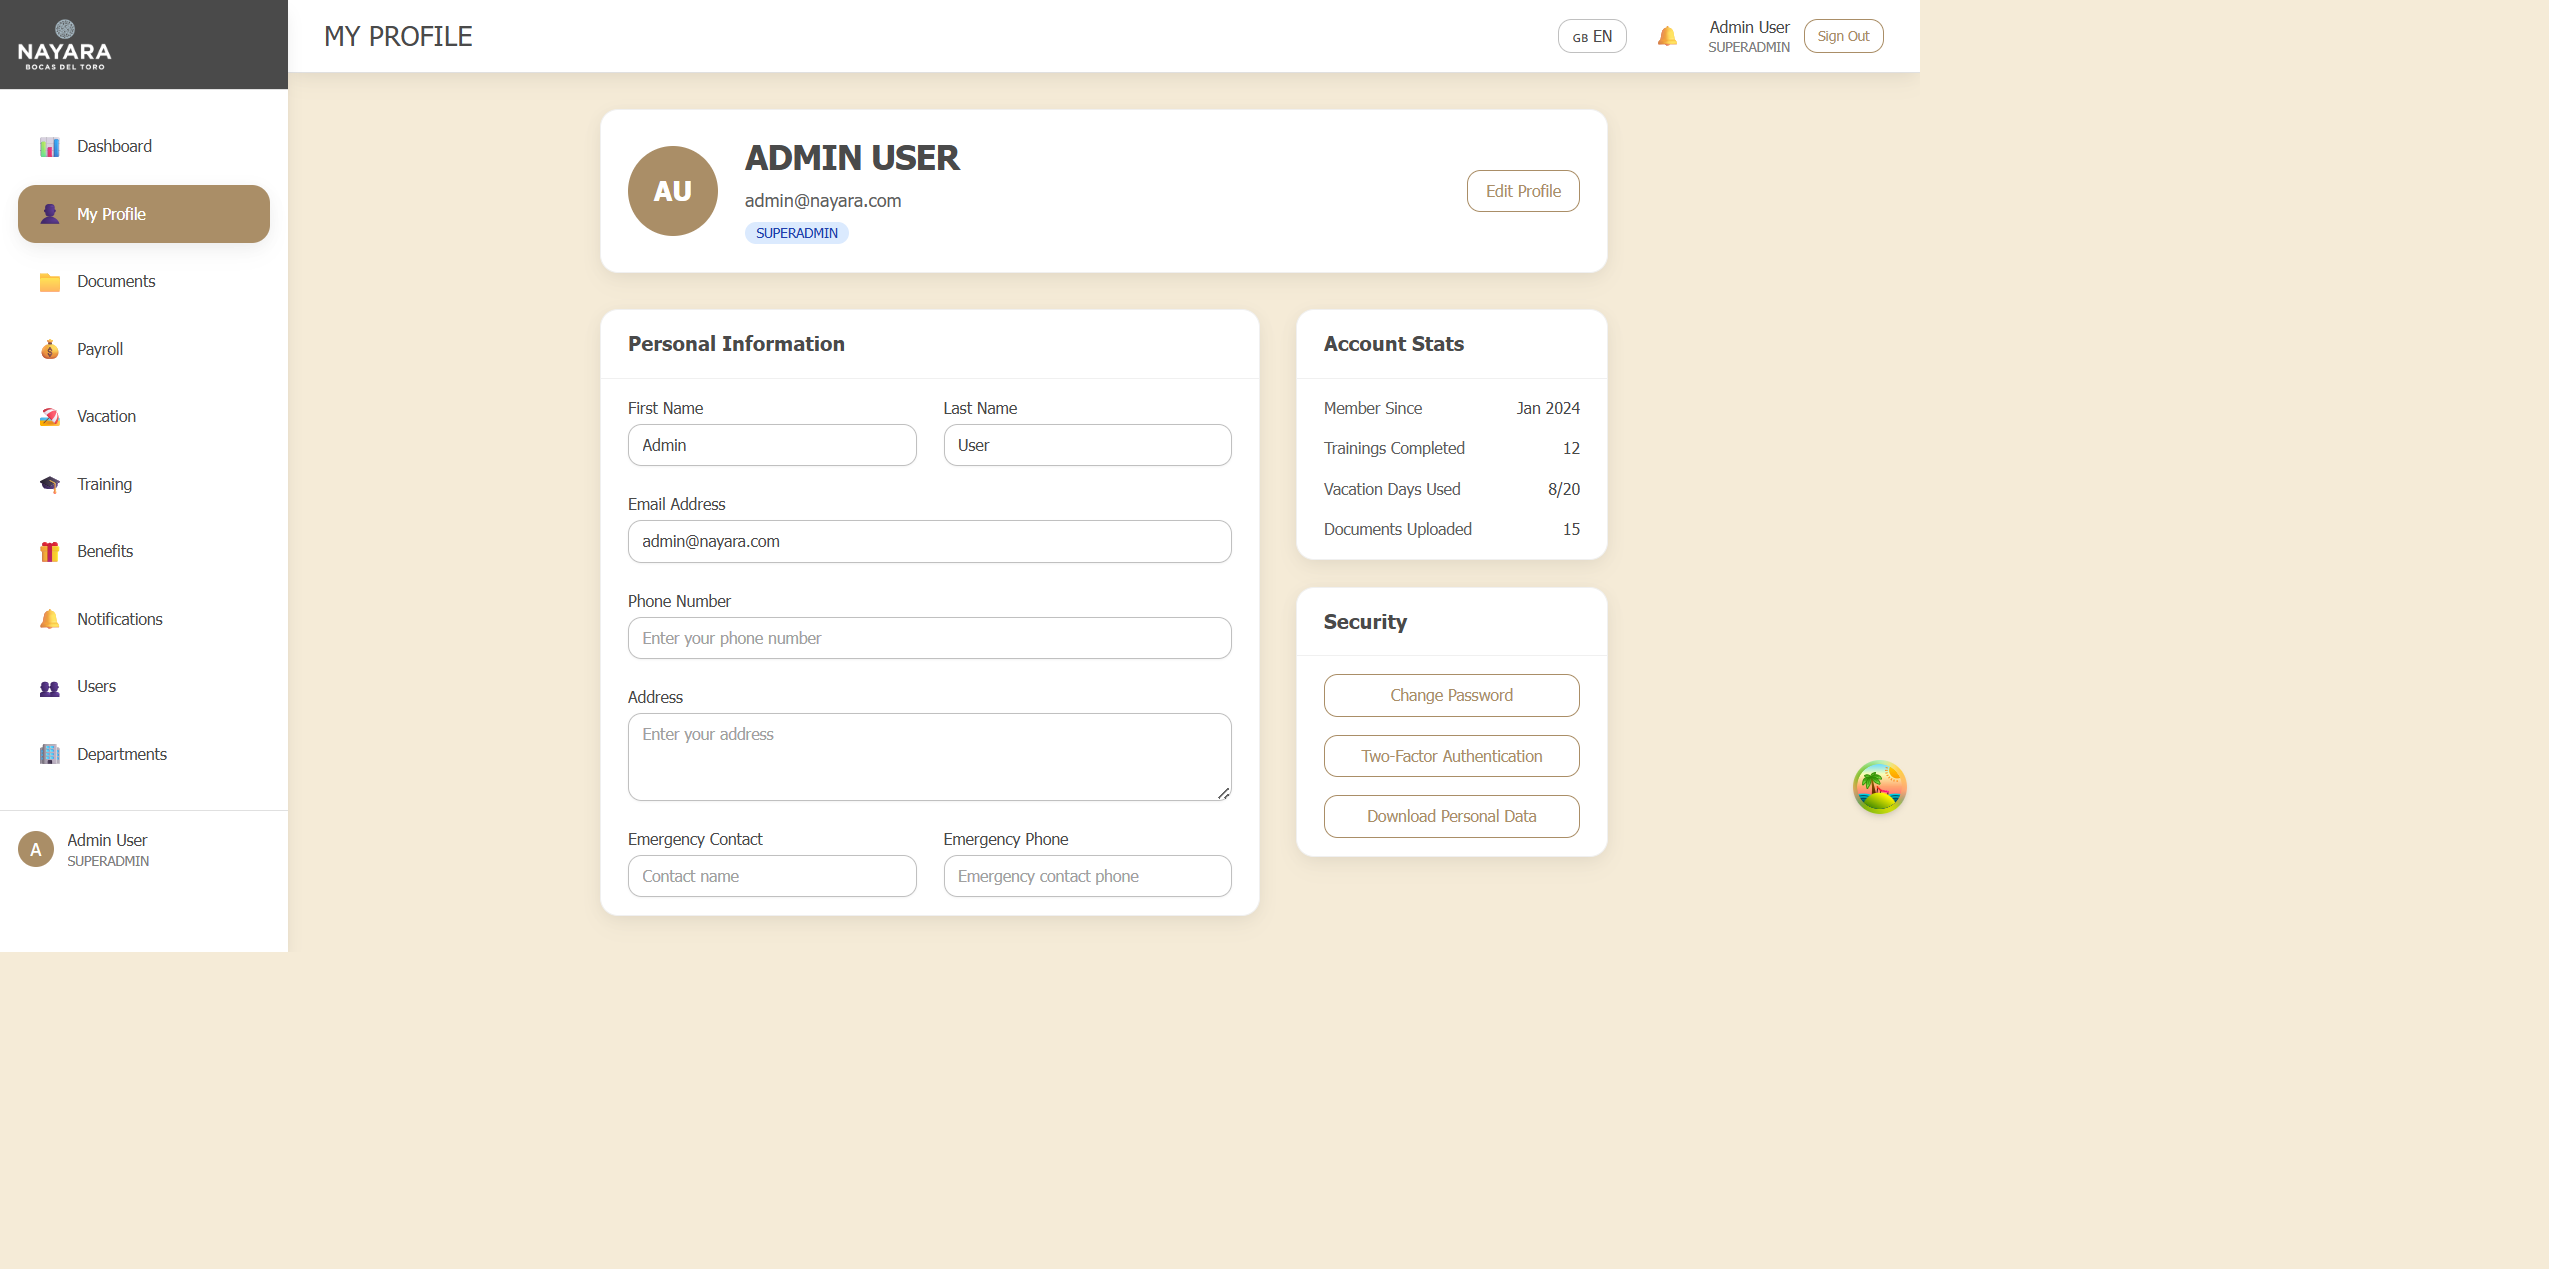 NAYARA
BOCAS DEL TORO
MY PROFILE
GB EN
Admin User
SUPERADMIN
Sign Out
Dashboard
My Profile
Documents
Payroll
Vacation
Training
Benefits
Notifications
Users
Departments
A
Admin User
SUPERADMIN
AU
ADMIN USER
admin@nayara.com
SUPERADMIN
Edit Profile
Personal Information
First Name
Last Name
Admin
User
Email Address
admin@nayara.com
Phone Number
Enter your phone number
Address
Enter your address
Emergency Contact
Emergency Phone
Contact name
Emergency contact phone
Account Stats
Member Since Jan 2024
Trainings Completed 12
Vacation Days Used 8/20
Documents Uploaded 15
Security
Change Password
Two-Factor Authentication
Download Personal Data